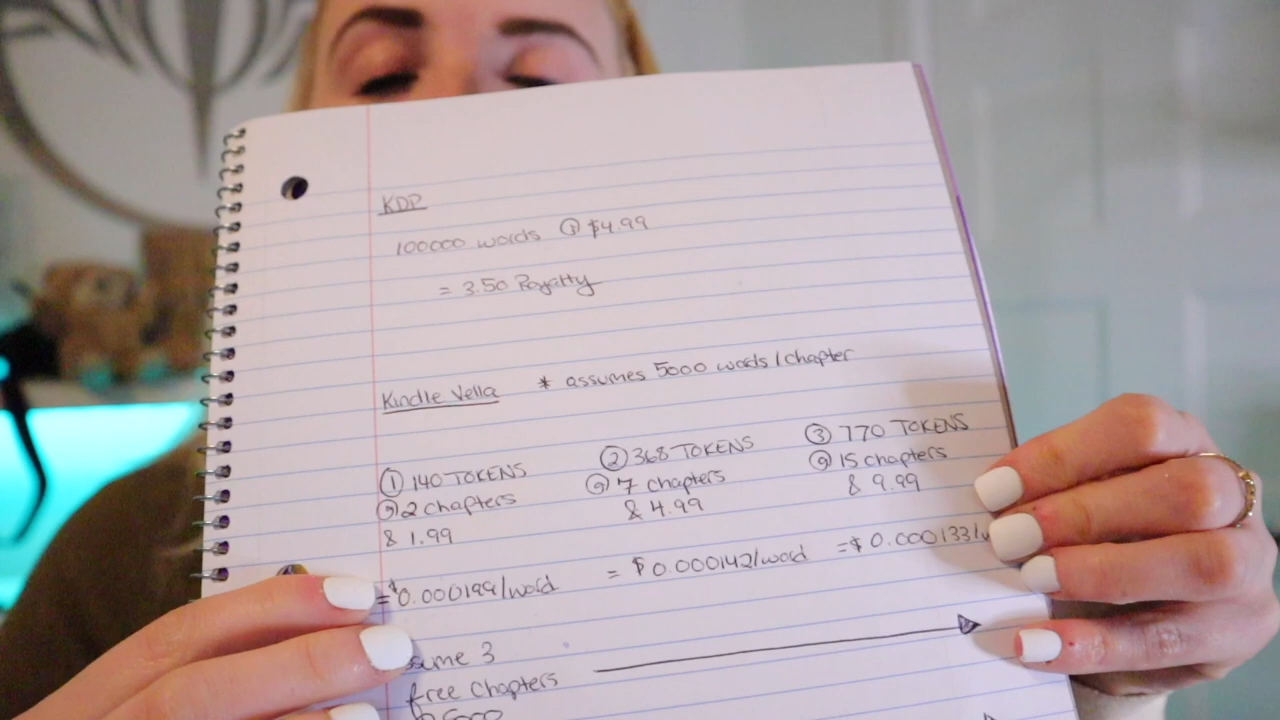 KDP
100000 words @ $4.99
= 3.50 Royalty
Kindle Vella * assumes 5000 words/chapter
① 140 TOKENS
@ 2 chapters
& 1.99
= $0.000199/word
② 368 TOKENS
@ 7 chapters
& 4.99
= $0.000142/word
③ 770 TOKENS
@ 15 chapters
& 9.99
= $0.000133/
3
free Chapters
5000